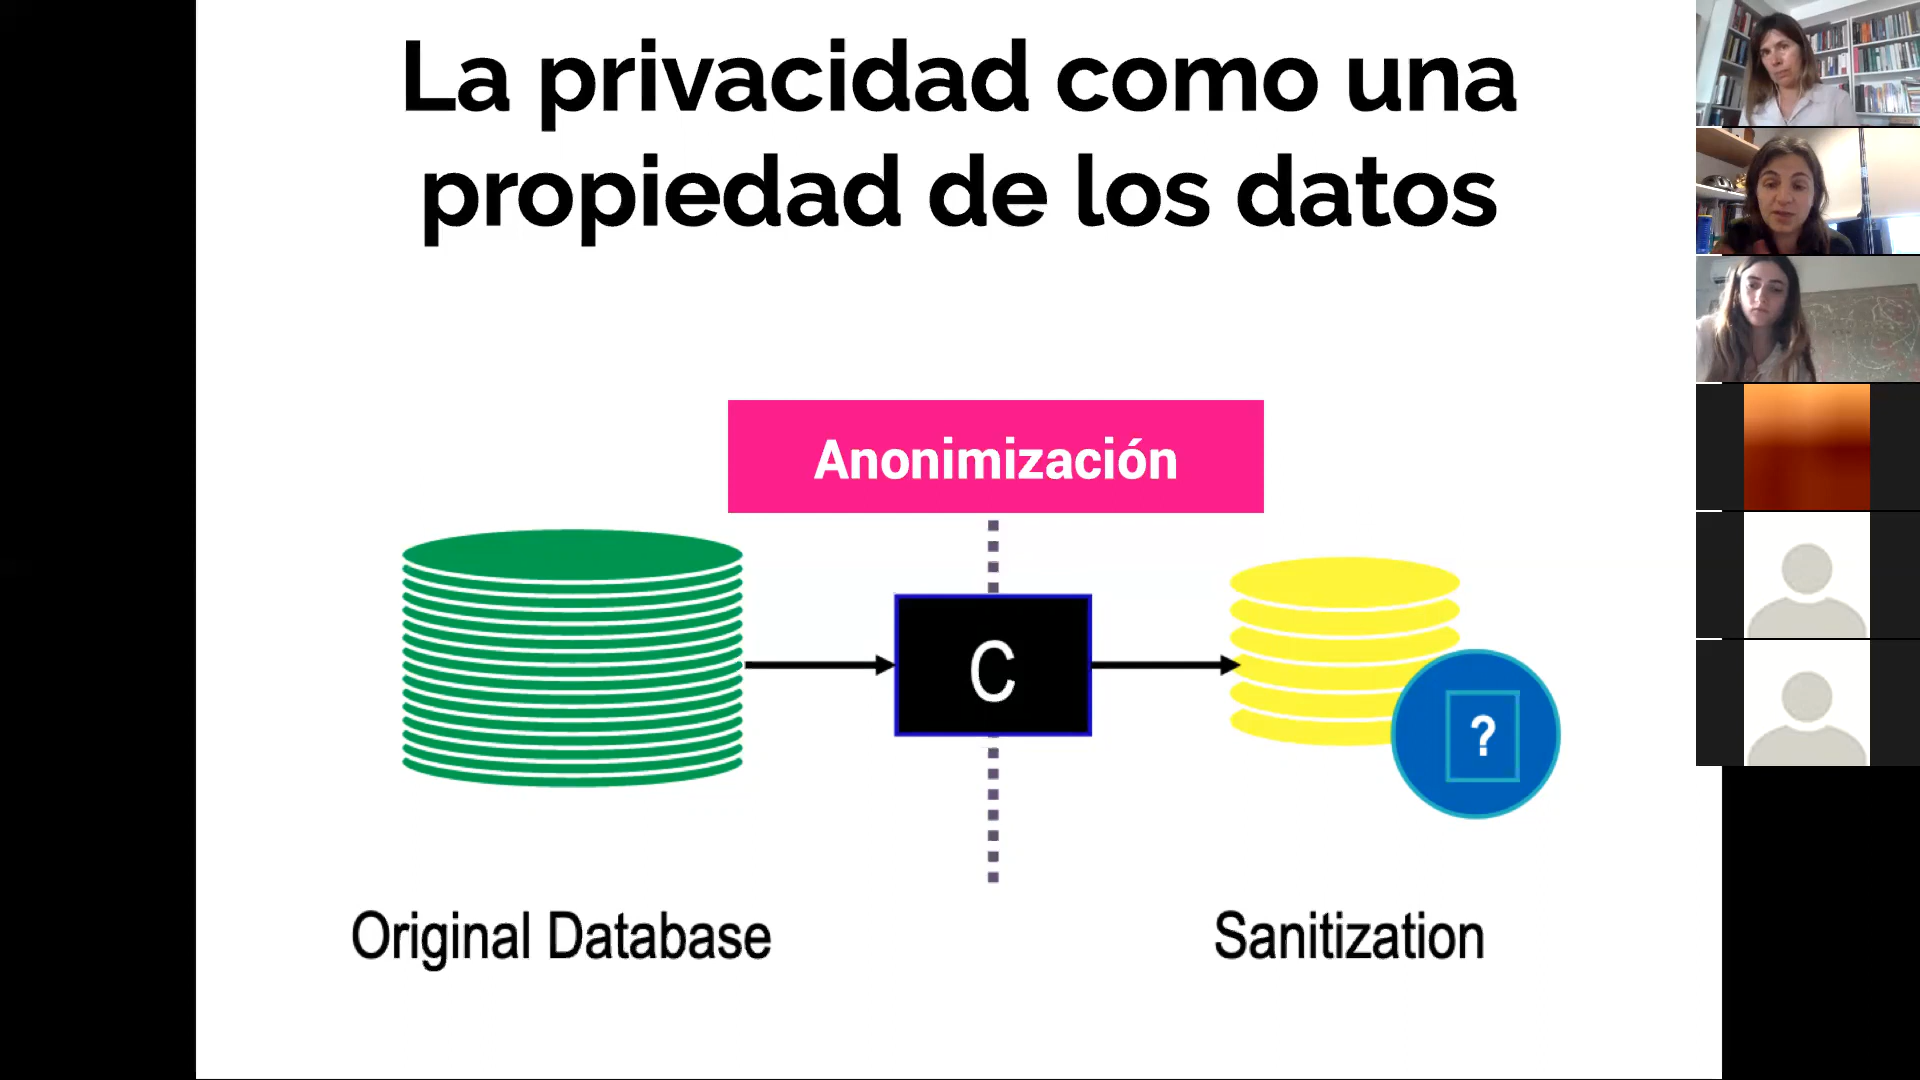 La privacidad como una
propiedad de los datos
Anonimización
C
?
Original Database
Sanitization